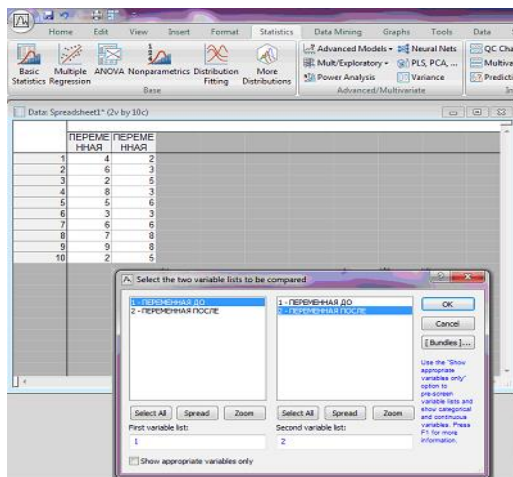 Home Edit View Insert Format Statistics Data Mining Graphs Tools Data
Basic Statistics
Multiple Regression
ANOVA
Nonparametrics
Distribution Fitting
More Distributions
Base
Advanced Models
Mult/Exploratory
Power Analysis
Neural Nets
PLS, PCA, ...
Variance
Advanced/Multivariate
QC Cha
Multiva
Predicti
Data: Spreadsheet1* (2v by 10c)
ПЕРЕМЕ ПЕРЕМЕ
ННАЯ ННАЯ
1 4 2
2 6 3
3 2 5
4 8 3
5 5 6
6 3 3
7 6 6
8 7 8
9 9 8
10 2 5
Select the two variable lists to be compared
1 - ПЕРЕМЕННАЯ ДО
2 - ПЕРЕМЕННАЯ ПОСЛЕ
1 - ПЕРЕМЕННАЯ ДО
2 - ПЕРЕМЕННАЯ ПОСЛЕ
OK
Cancel
[Bundles]...
Use the "Show
appropriate
variables only"
option to
pre-screen
variable lists and
show categorical
and continuous
variables. Press
F1 for more
information.
Select All Spread Zoom
Select All Spread Zoom
First variable list:
Second variable list:
1
2
Show appropriate variables only